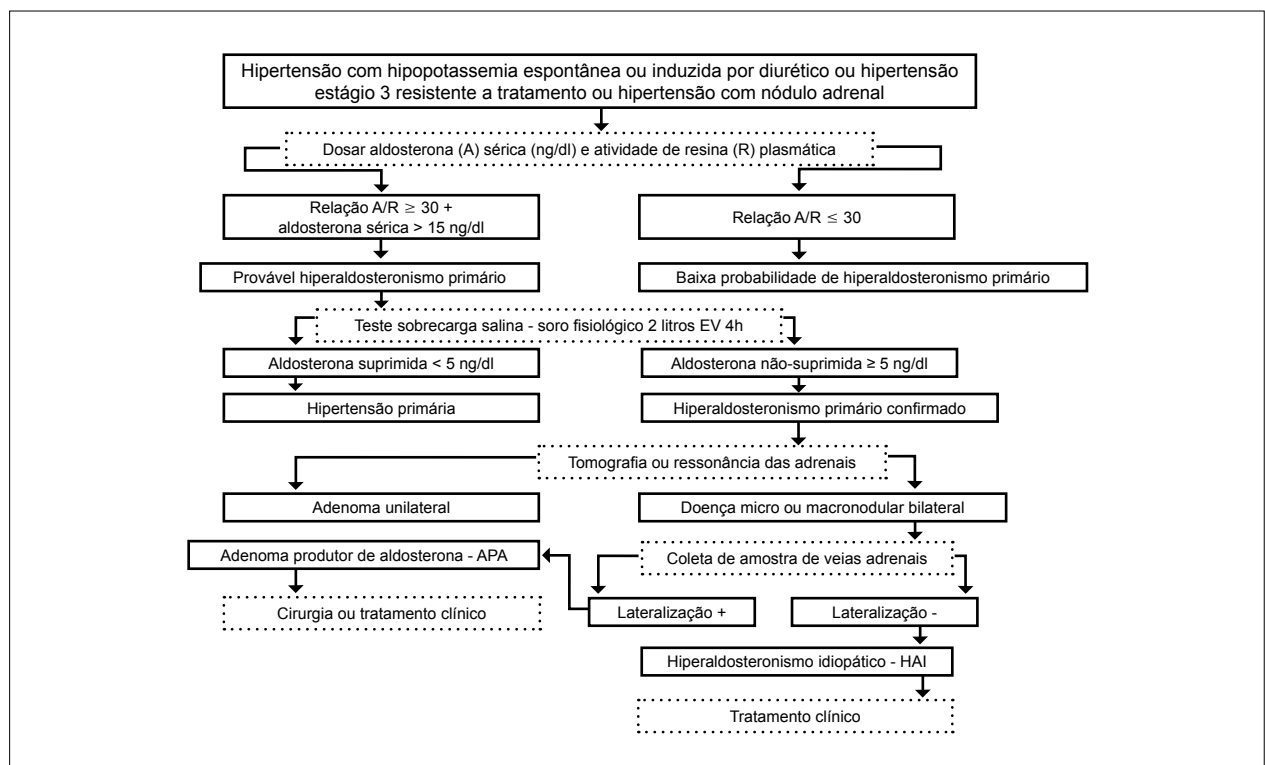 Hipertensão com hipopotassemia espontânea ou induzida por diurético ou hipertensão
estágio 3 resistente a tratamento ou hipertensão com nódulo adrenal
Dosar aldosterona (A) sérica (ng/dl) e atividade de resina (R) plasmática
Relação A/R ≥ 30 +
aldosterona sérica > 15 ng/dl
Relação A/R ≤ 30
Provável hiperaldosteronismo primário
Baixa probabilidade de hiperaldosteronismo primário
Teste sobrecarga salina - soro fisiológico 2 litros EV 4h
Aldosterona suprimida < 5 ng/dl
Aldosterona não-suprimida ≥ 5 ng/dl
Hipertensão primária
Hiperaldosteronismo primário confirmado
Tomografia ou ressonância das adrenais
Adenoma unilateral
Doença micro ou macronodular bilateral
Adenoma produtor de aldosterona - APA
Coleta de amostra de veias adrenais
Cirurgia ou tratamento clínico
Lateralização +
Lateralização -
Hiperaldosteronismo idiopático - HAI
Tratamento clínico